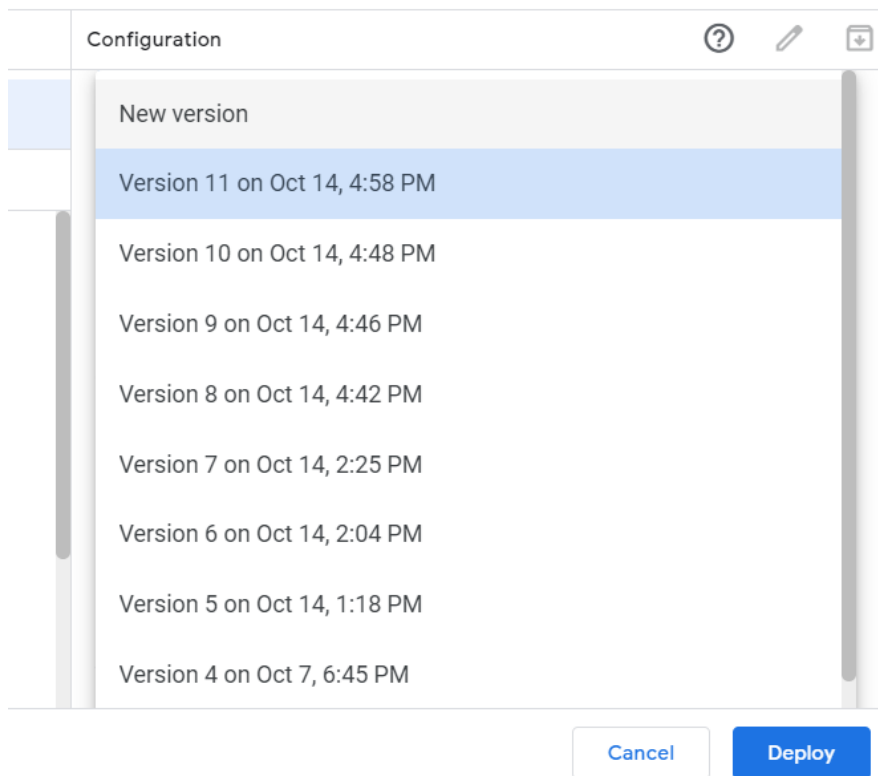 Configuration
New version
Version 11 on Oct 14, 4:58 PM
Version 10 on Oct 14, 4:48 PM
Version 9 on Oct 14, 4:46 PM
Version 8 on Oct 14, 4:42 PM
Version 7 on Oct 14, 2:25 PM
Version 6 on Oct 14, 2:04 PM
Version 5 on Oct 14, 1:18 PM
Version 4 on Oct 7, 6:45 PM
Cancel Deploy